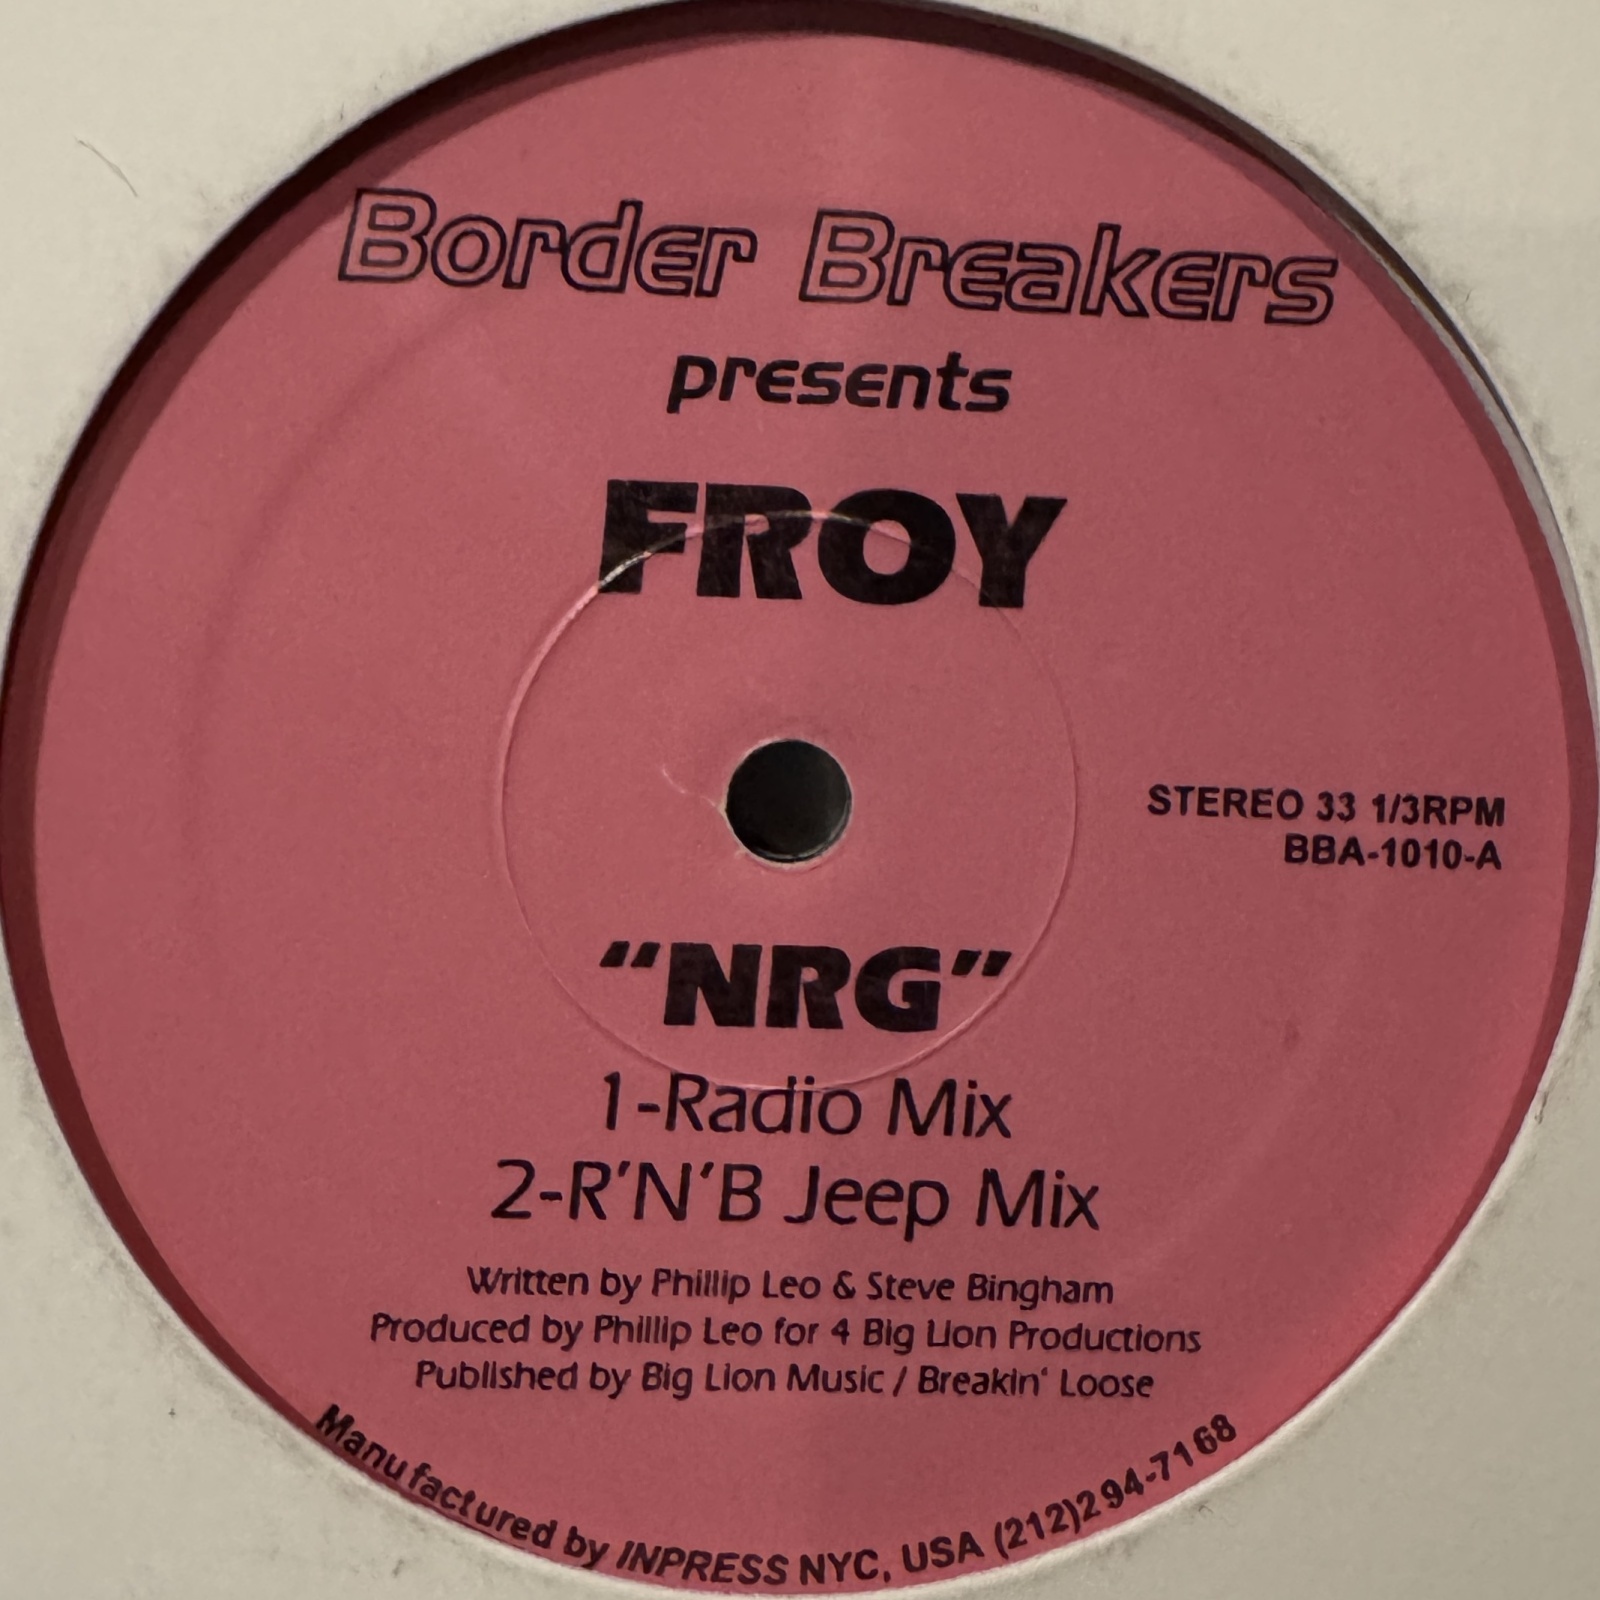 Border Breakers
presents
FROY
STEREO 33 1/3RPM
BBA-1010-A
“NRG”
1-Radio Mix
2-R'N'B Jeep Mix
Written by Phillip Leo & Steve Bingham
Produced by Phillip Leo for 4 Big Lion Productions
Published by Big Lion Music / Breakin' Loose
Manufactured by INPRESS NYC, USA (212)294-7168